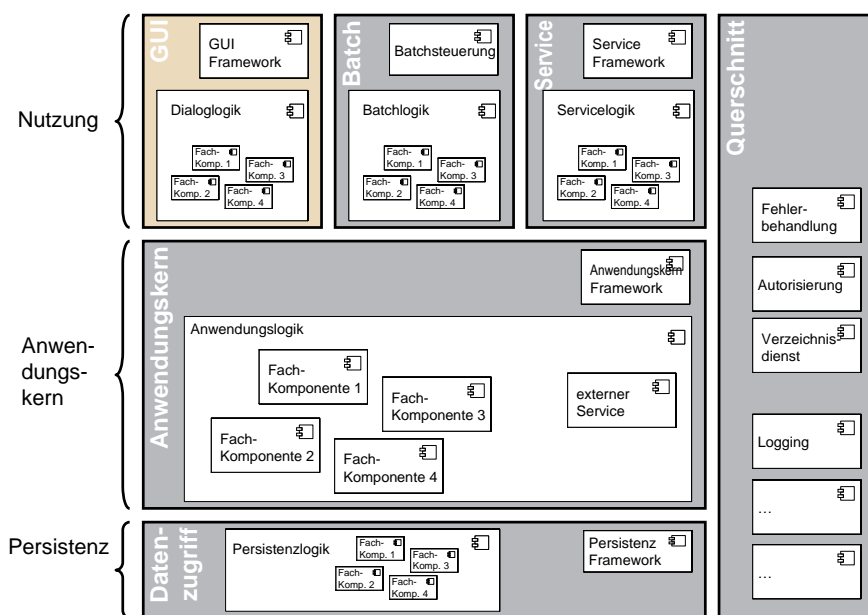 Nutzung
GUI
GUI
Framework
Dialoglogik
Fach-
Komp. 1
Fach-
Komp. 3
Fach-
Komp. 2
Fach-
Komp. 4
Batch
Batchsteuerung
Batchlogik
Fach-
Komp. 1
Fach-
Komp. 3
Fach-
Komp. 2
Fach-
Komp. 4
Service
Service
Framework
Servicelogik
Fach-
Komp. 1
Fach-
Komp. 3
Fach-
Komp. 2
Fach-
Komp. 4
Anwen-
dungs-
kern
Anwendungskern
Anwendungskern
Framework
Anwendungslogik
Fach-
Komponente 1
Fach-
Komponente 3
Fach-
Komponente 2
Fach-
Komponente 4
externer
Service
Persistenz
Daten-
zugriff
Persistenzlogik
Fach-
Komp. 1
Fach-
Komp. 3
Fach-
Komp. 2
Fach-
Komp. 4
Persistenz
Framework
Querschnitt
Fehler-
behandlung
Autorisierung
Verzeichnis-
dienst
Logging
...
...